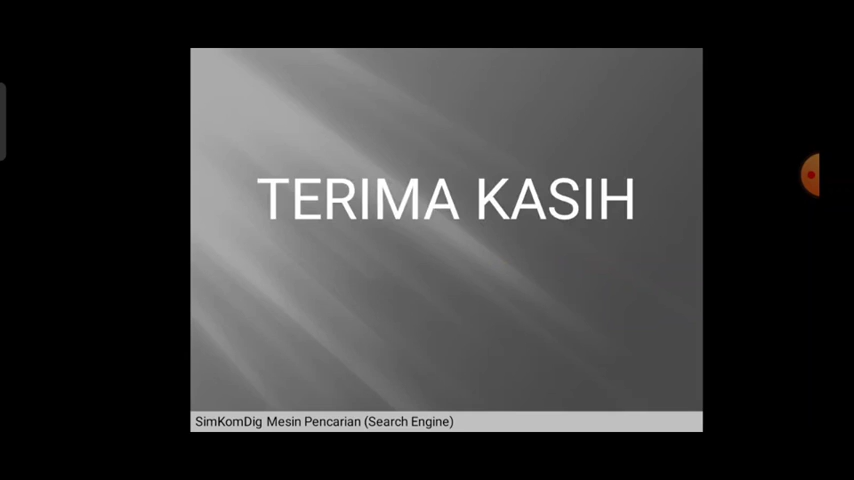 TERIMA KASIH
SimKomDig Mesin Pencarian (Search Engine)